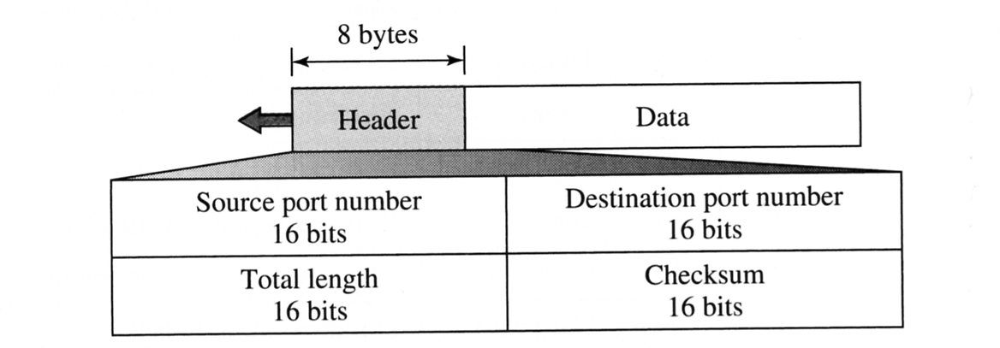 8 bytes
Header
Data
Source port number
16 bits
Destination port number
16 bits
Total length
16 bits
Checksum
16 bits